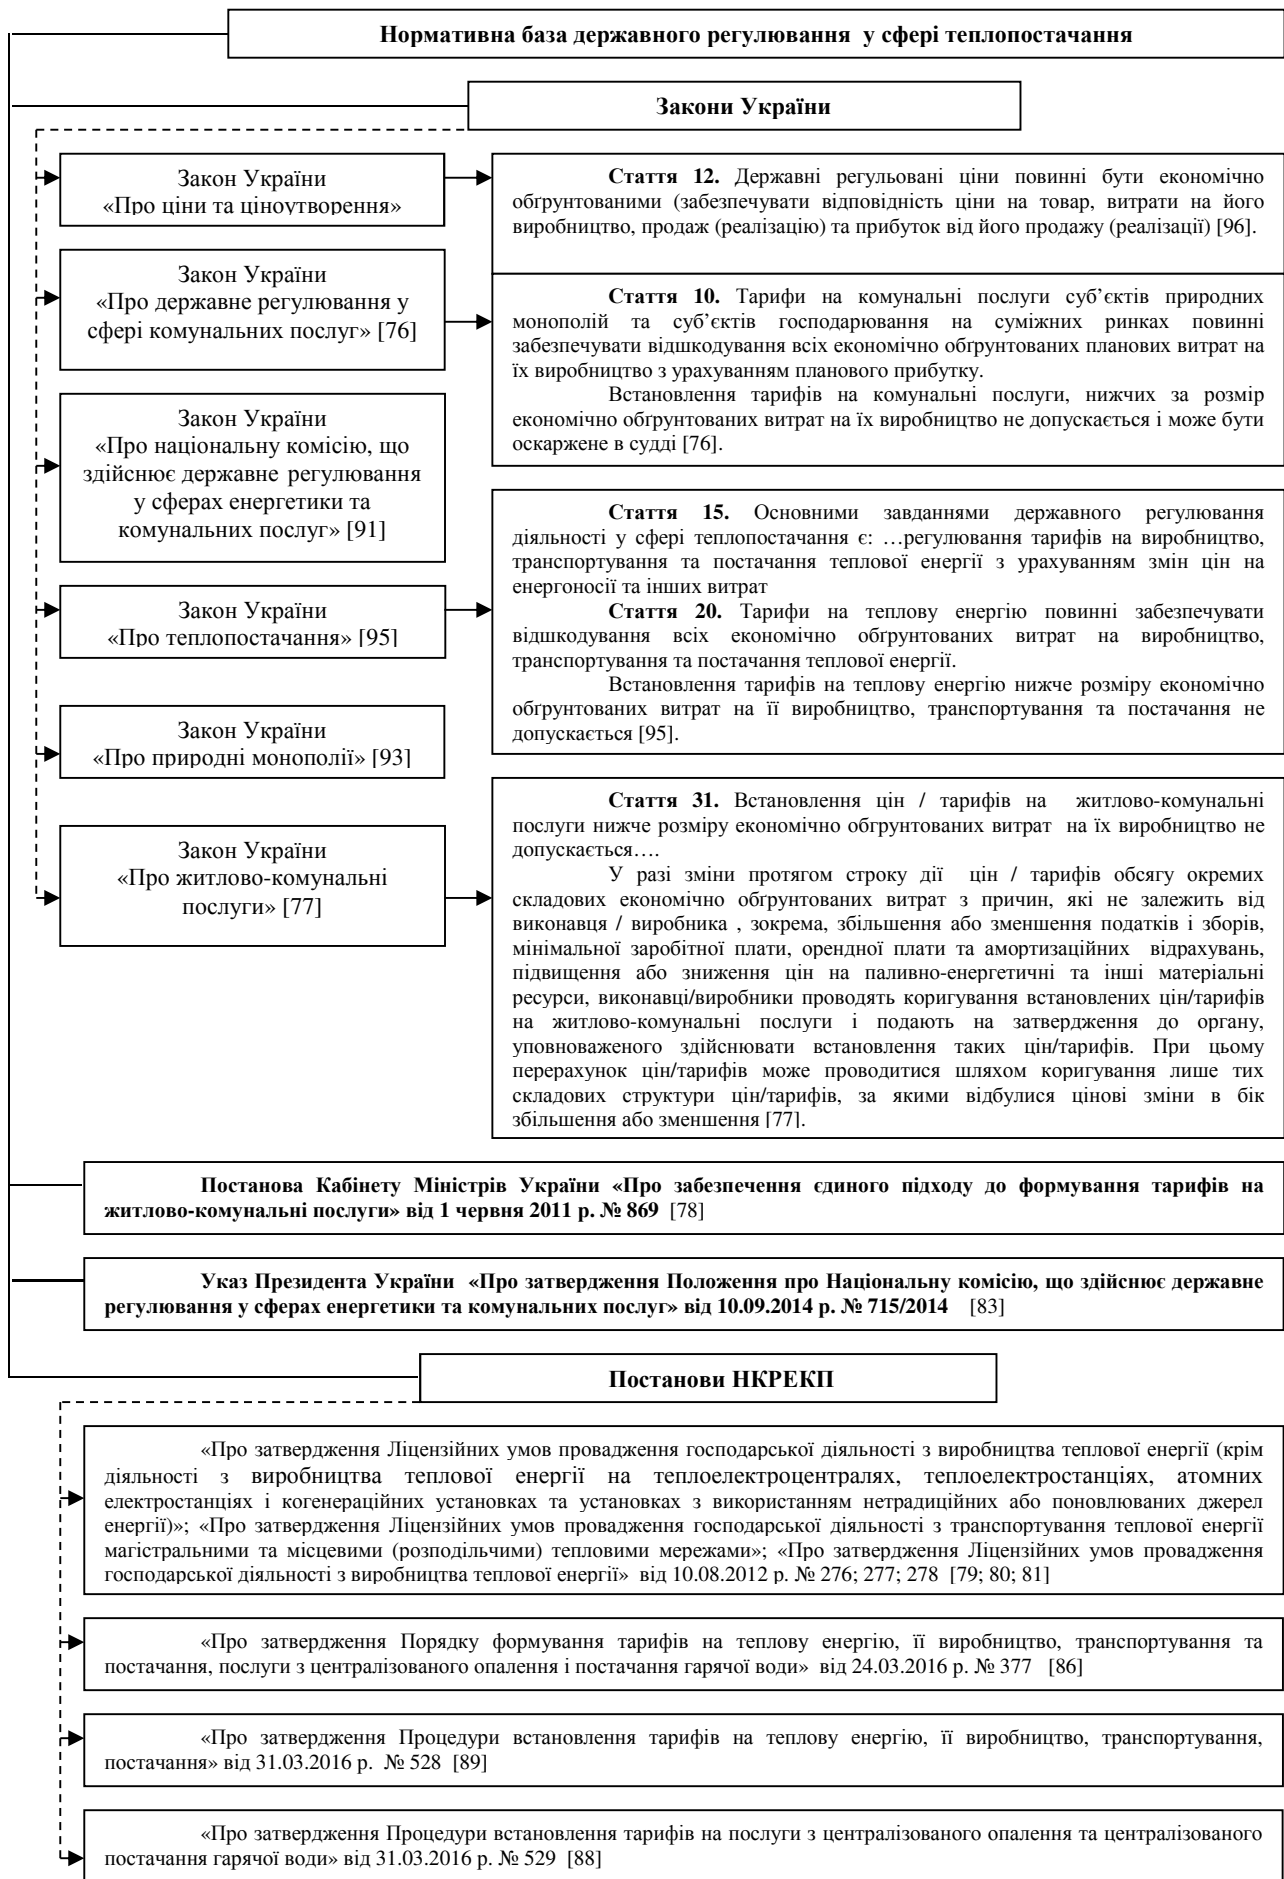 Нормативна база державного регулювання у сфері теплопостачання
Закони України
Закон України
«Про ціни та ціноутворення»
Стаття 12. Державні регульовані ціни повинні бути економічно
обґрунтованими (забезпечувати відповідність ціни на товар, витрати на його
виробництво, продаж (реалізацію) та прибуток від його продажу (реалізації) [96].
Закон України
«Про державне регулювання у
сфері комунальних послуг» [76]
Стаття 10. Тарифи на комунальні послуги суб’єктів природних
монополій та суб’єктів господарювання на суміжних ринках повинні
забезпечувати відшкодування всіх економічно обґрунтованих планових витрат на
їх виробництво з урахуванням планового прибутку.
Встановлення тарифів на комунальні послуги, нижчих за розмір
економічно обґрунтованих витрат на їх виробництво не допускається і може бути
оскаржене в судді [76].
Закон України
«Про національну комісію, що
здійснює державне регулювання
у сферах енергетики та
комунальних послуг» [91]
Закон України
«Про теплопостачання» [95]
Стаття 15. Основними завданнями державного регулювання
діяльності у сфері теплопостачання є: …регулювання тарифів на виробництво,
транспортування та постачання теплової енергії з урахуванням змін цін на
енергоносії та інших витрат
Стаття 20. Тарифи на теплову енергію повинні забезпечувати
відшкодування всіх економічно обґрунтованих витрат на виробництво,
транспортування та постачання теплової енергії.
Встановлення тарифів на теплову енергію нижче розміру економічно
обґрунтованих витрат на її виробництво, транспортування та постачання не
допускається [95].
Закон України
«Про природні монополії» [93]
Закон України
«Про житлово-комунальні
послуги» [77]
Стаття 31. Встановлення цін / тарифів на житлово-комунальні
послуги нижче розміру економічно обгрунтованих витрат на їх виробництво не
допускається….
У разі зміни протягом строку дії цін / тарифів обсягу окремих
складових економічно обґрунтованих витрат з причин, які не залежить від
виконавця / виробника , зокрема, збільшення або зменшення податків і зборів,
мінімальної заробітної плати, орендної плати та амортизаційних відрахувань,
підвищення або зниження цін на паливно-енергетичні та інші матеріальні
ресурси, виконавці/виробники проводять коригування встановлених цін/тарифів
на житлово-комунальні послуги і подають на затвердження до органу,
уповноваженого здійснювати встановлення таких цін/тарифів. При цьому
перерахунок цін/тарифів може проводитися шляхом коригування лише тих
складових структури цін/тарифів, за якими відбулися цінові зміни в бік
збільшення або зменшення [77].
Постанова Кабінету Міністрів України «Про забезпечення єдиного підходу до формування тарифів на
житлово-комунальні послуги» від 1 червня 2011 р. № 869 [78]
Указ Президента України «Про затвердження Положення про Національну комісію, що здійснює державне
регулювання у сферах енергетики та комунальних послуг» від 10.09.2014 р. № 715/2014 [83]
Постанови НКРЕКП
«Про затвердження Ліцензійних умов провадження господарської діяльності з виробництва теплової енергії (крім
діяльності з виробництва теплової енергії на теплоелектроцентралях, теплоелектростанціях, атомних
електростанціях і когенераційних установках та установках з використанням нетрадиційних або поновлюваних джерел
енергії)»; «Про затвердження Ліцензійних умов провадження господарської діяльності з транспортування теплової енергії
магістральними та місцевими (розподільчими) тепловими мережами»; «Про затвердження Ліцензійних умов провадження
господарської діяльності з виробництва теплової енергії» від 10.08.2012 р. № 276; 277; 278 [79; 80; 81]
«Про затвердження Порядку формування тарифів на теплову енергію, її виробництво, транспортування та
постачання, послуги з централізованого опалення і постачання гарячої води» від 24.03.2016 р. № 377 [86]
«Про затвердження Процедури встановлення тарифів на теплову енергію, її виробництво, транспортування,
постачання» від 31.03.2016 р. № 528 [89]
«Про затвердження Процедури встановлення тарифів на послуги з централізованого опалення та централізованого
постачання гарячої води» від 31.03.2016 р. № 529 [88]